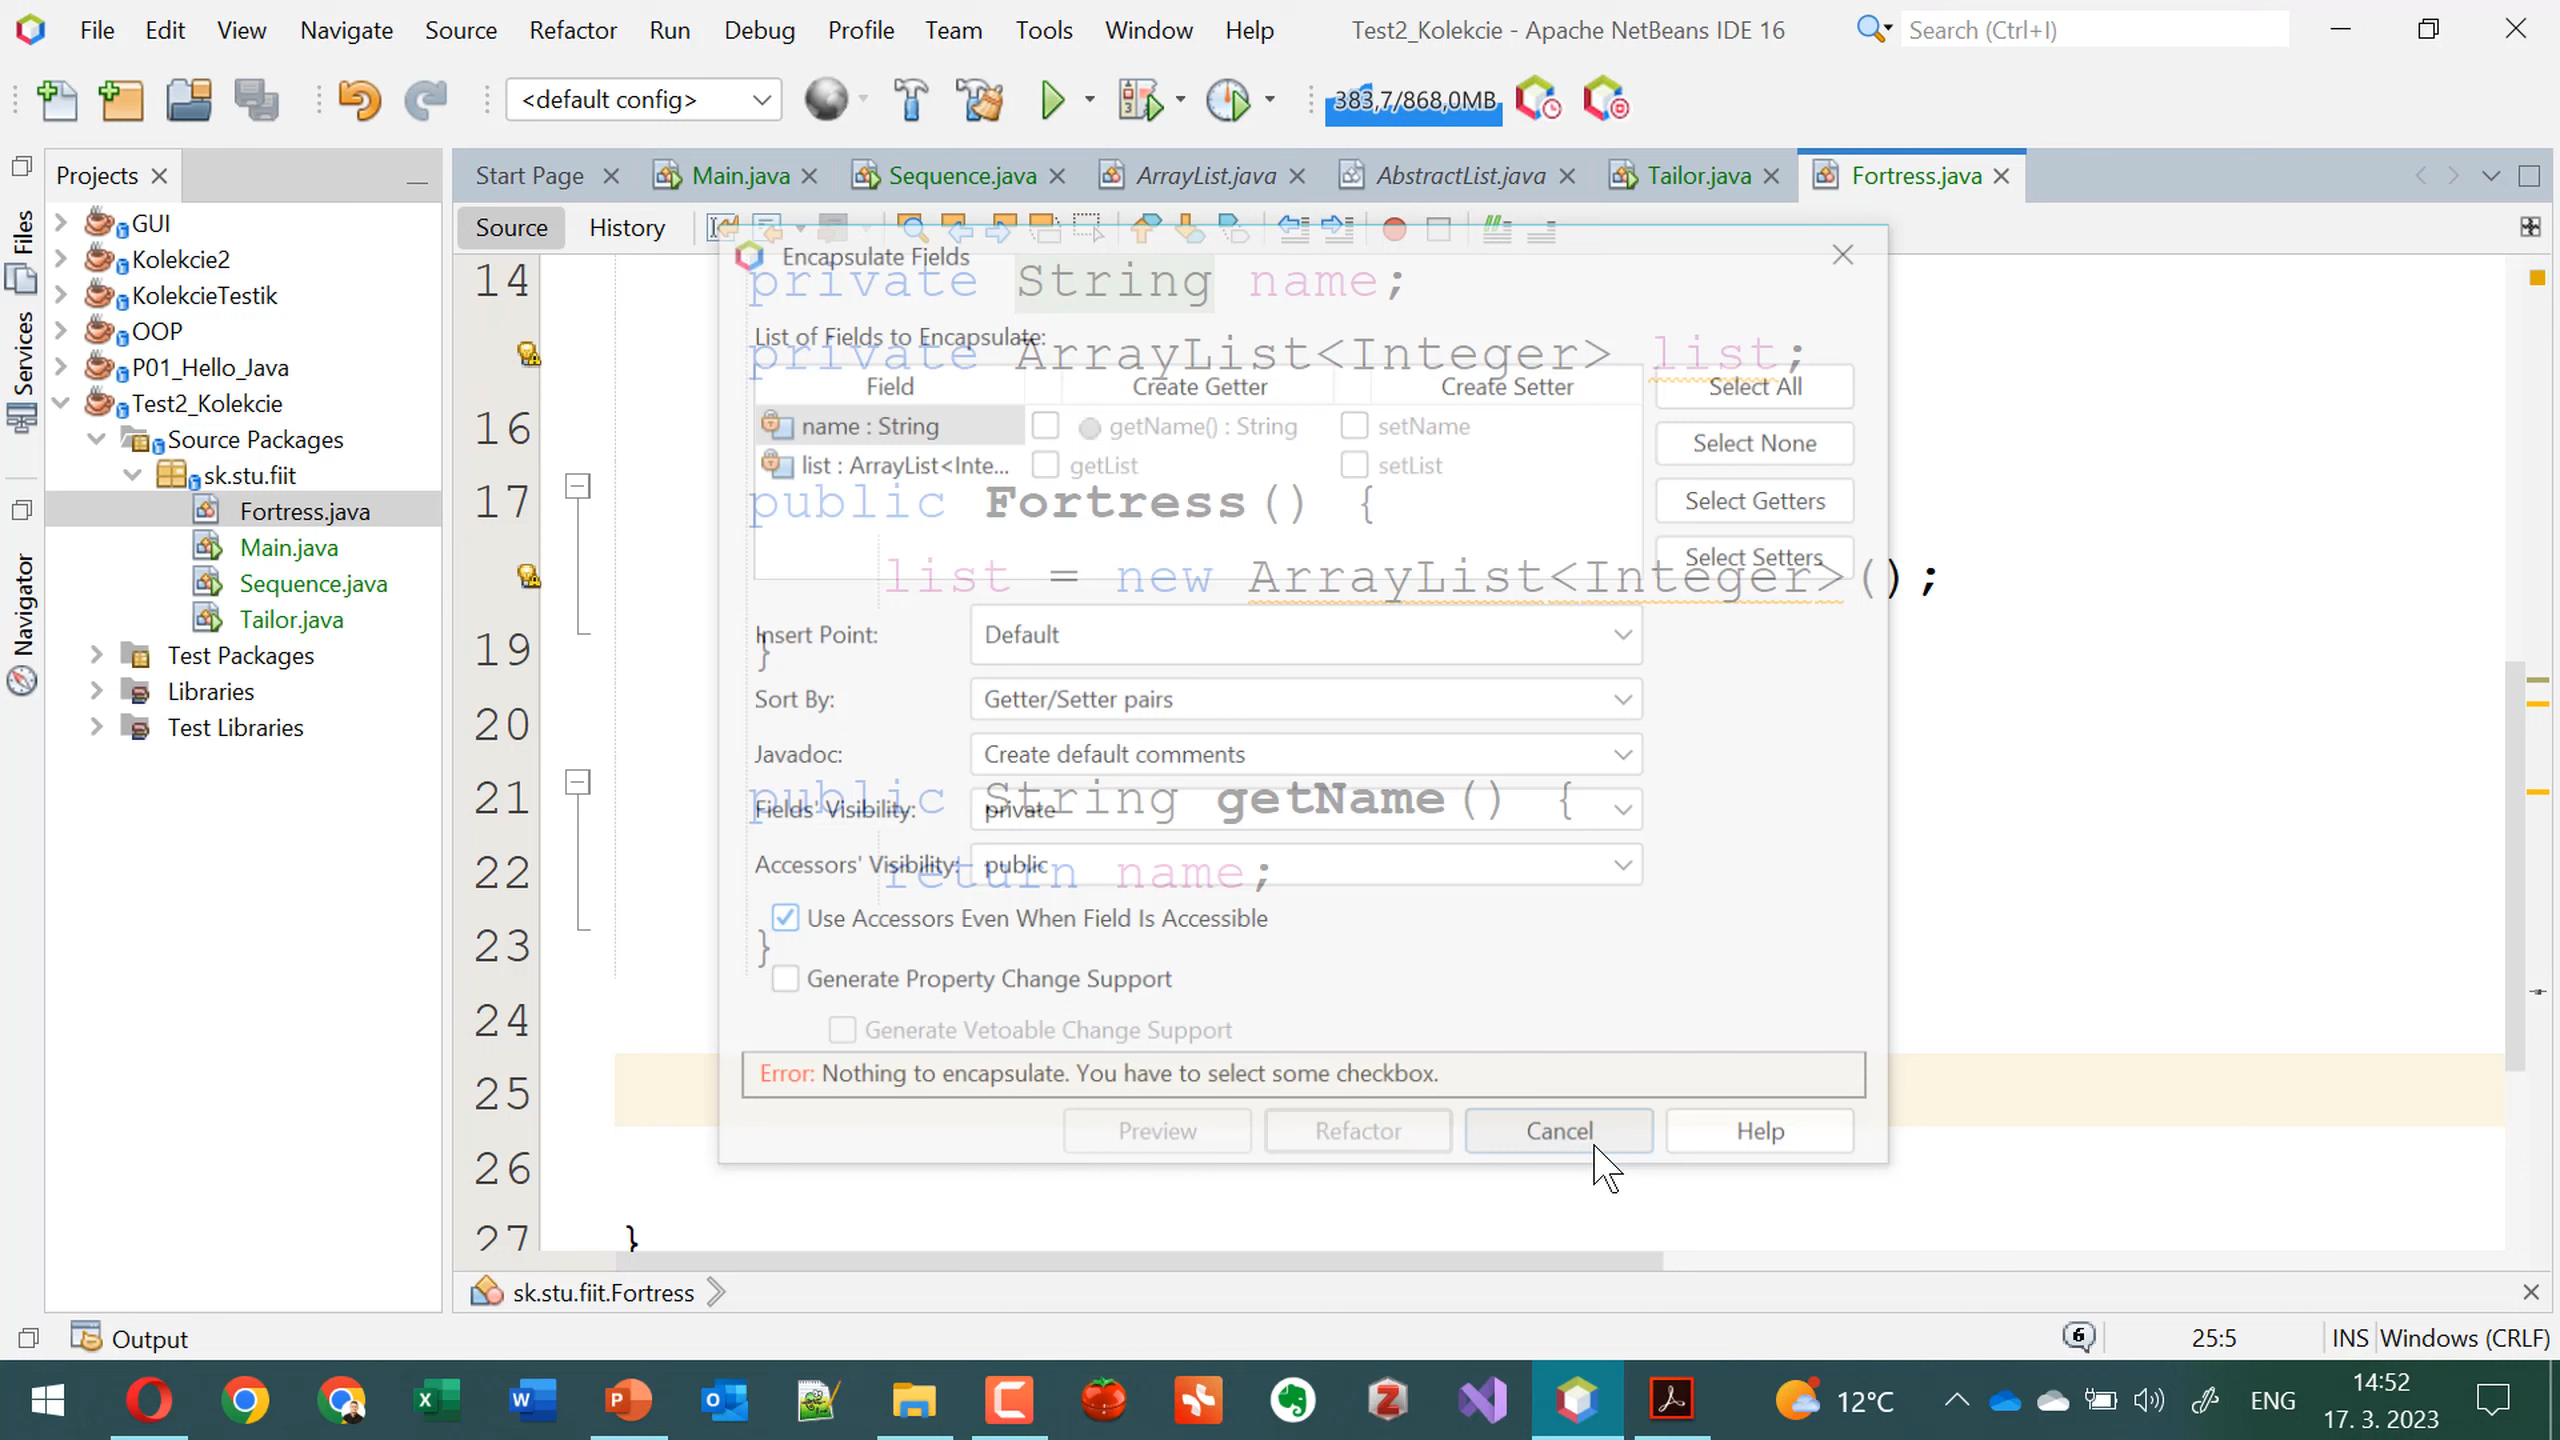 File Edit View Navigate Source Refactor Run Debug Profile Team Tools Window Help Test2_Kolekcie - Apache NetBeans IDE 16 Search (Ctrl+I)
<default config> 383,7/868,0MB
Projects
Start Page Main.java Sequence.java ArrayList.java AbstractList.java Tailor.java Fortress.java
Source History
Files
Services
Navigator
GUI
Kolekcie2
KolekcieTestik
OOP
P01_Hello_Java
Test2_Kolekcie
Source Packages
sk.stu.fiit
Fortress.java
Main.java
Sequence.java
Tailor.java
Test Packages
Libraries
Test Libraries
14 private String name;
private ArrayList<Integer> list;
16
17 public Fortress() {
list = new ArrayList<Integer>();
19 }
20
21 public String getName() {
22 return name;
23 }
24
25
26
27 }
Encapsulate Fields
List of Fields to Encapsulate:
Field Create Getter Create Setter
name : String getName() : String setName
list : ArrayList<Inte... getList setList
Select All
Select None
Select Getters
Select Setters
Insert Point: Default
Sort By: Getter/Setter pairs
Javadoc: Create default comments
Fields' Visibility: private
Accessors' Visibility: public
Use Accessors Even When Field Is Accessible
Generate Property Change Support
Generate Vetoable Change Support
Error: Nothing to encapsulate. You have to select some checkbox.
Preview Refactor Cancel Help
sk.stu.fiit.Fortress
Output 6 25:5 INS Windows (CRLF)
12°C ENG 14:52
17. 3. 2023